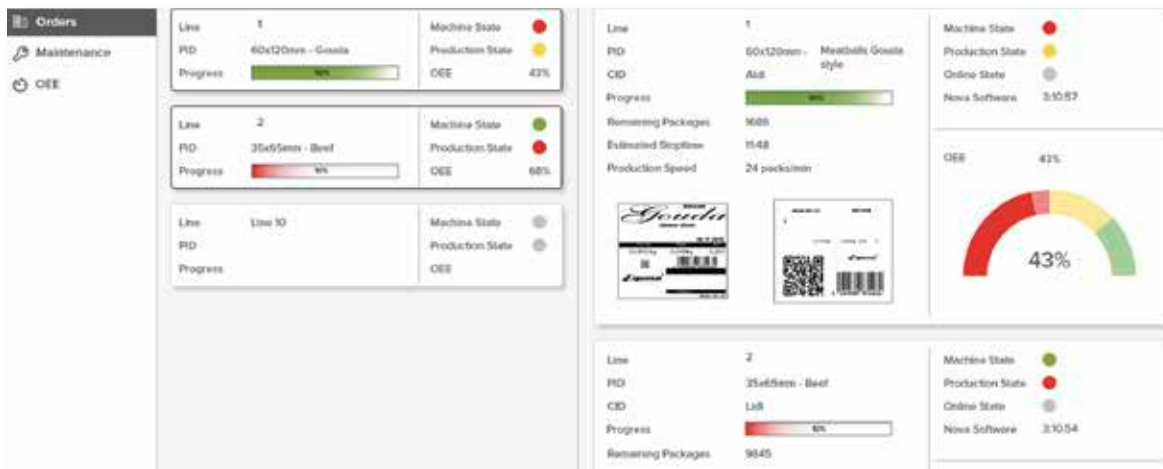 Orders
Maintenance
OEE
Line 1
PID 60x120mm - Gouda
Progress
Machine State
Production State
OEE 43%
Line 2
PID 35x65mm - Beef
Progress
Machine State
Production State
OEE 68%
Line Line 10
PID
Progress
Machine State
Production State
OEE
Line 1
PID 60x120mm - Meatballs Gouda style
CID Aldi
Progress
Remaining Packages
Estimated Stoptime 11:48
Production Speed 24 packs/min
Gouda
Espera
Machine State
Production State
Online State
Nova Software 3.10.57
OEE 43%
43%
Line 2
PID 35x65mm - Beef
CID Lidl
Progress
Remaining Packages 9845
Machine State
Production State
Online State
Nova Software 3.10.54